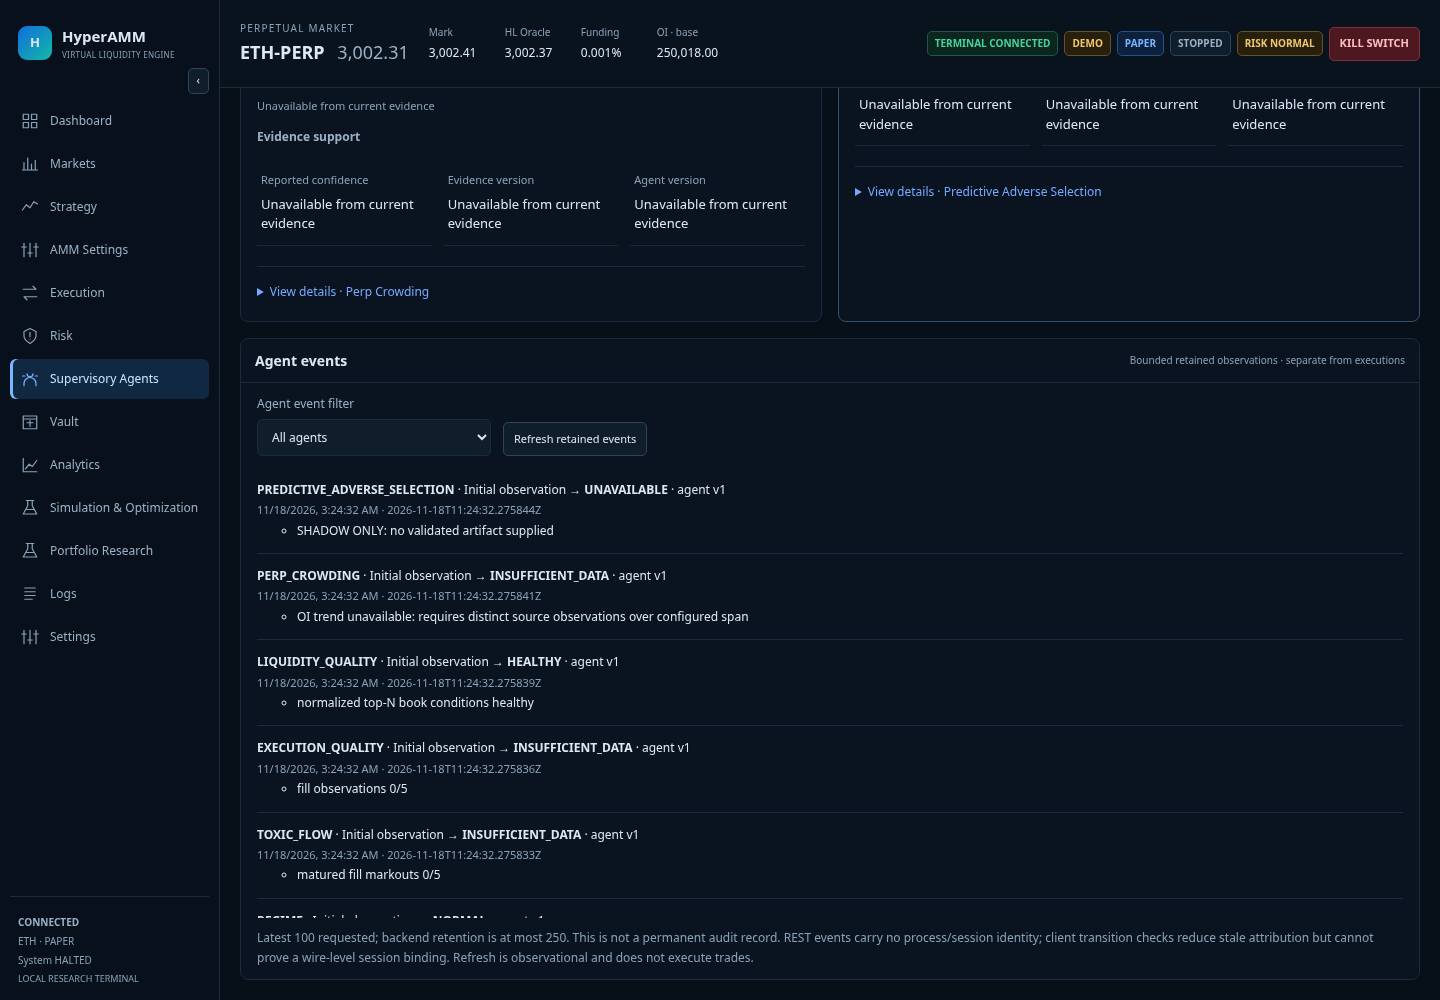 H
HyperAMM
VIRTUAL LIQUIDITY ENGINE
‹
Dashboard
Markets
Strategy
AMM Settings
Execution
Risk
Supervisory Agents
Vault
Analytics
Simulation & Optimization
Portfolio Research
Logs
Settings
CONNECTED
ETH · PAPER
System HALTED
LOCAL RESEARCH TERMINAL
PERPETUAL MARKET
ETH-PERP 3,002.31
Mark
3,002.41
HL Oracle
3,002.37
Funding
0.001%
OI · base
250,018.00
TERMINAL CONNECTED
DEMO
PAPER
STOPPED
RISK NORMAL
KILL SWITCH
Unavailable from current evidence
Evidence support
Reported confidence
Unavailable from current
evidence
Evidence version
Unavailable from current
evidence
Agent version
Unavailable from current
evidence
▶ View details · Perp Crowding
Unavailable from current
evidence
Unavailable from current
evidence
Unavailable from current
evidence
▶ View details · Predictive Adverse Selection
Agent events
Bounded retained observations · separate from executions
Agent event filter
All agents
Refresh retained events
PREDICTIVE_ADVERSE_SELECTION · Initial observation → UNAVAILABLE · agent v1
11/18/2026, 3:24:32 AM · 2026-11-18T11:24:32.275844Z
SHADOW ONLY: no validated artifact supplied
PERP_CROWDING · Initial observation → INSUFFICIENT_DATA · agent v1
11/18/2026, 3:24:32 AM · 2026-11-18T11:24:32.275841Z
OI trend unavailable: requires distinct source observations over configured span
LIQUIDITY_QUALITY · Initial observation → HEALTHY · agent v1
11/18/2026, 3:24:32 AM · 2026-11-18T11:24:32.275839Z
normalized top-N book conditions healthy
EXECUTION_QUALITY · Initial observation → INSUFFICIENT_DATA · agent v1
11/18/2026, 3:24:32 AM · 2026-11-18T11:24:32.275836Z
fill observations 0/5
TOXIC_FLOW · Initial observation → INSUFFICIENT_DATA · agent v1
11/18/2026, 3:24:32 AM · 2026-11-18T11:24:32.275833Z
matured fill markouts 0/5
REGIME · Initial observation → NORMAL · agent v1
Latest 100 requested; backend retention is at most 250. This is not a permanent audit record. REST events carry no process/session identity; client transition checks reduce stale attribution but cannot
prove a wire-level session binding. Refresh is observational and does not execute trades.